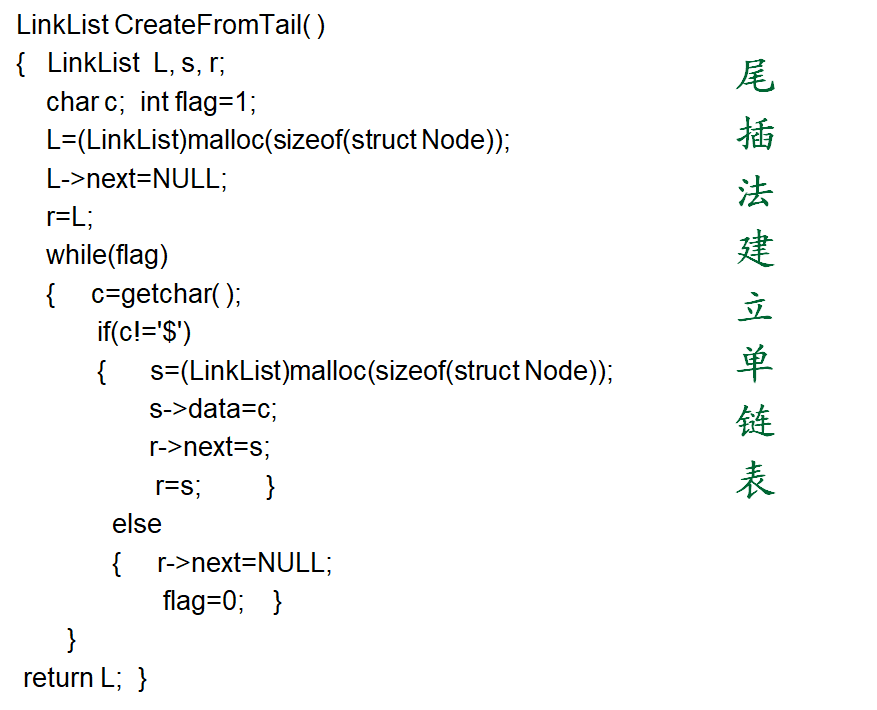 LinkList CreateFromTail( )
{ LinkList L, s, r;
char c; int flag=1;
L=(LinkList)malloc(sizeof(struct Node));
L->next=NULL;
r=L;
while(flag)
{ c=getchar( );
if(c!='$')
{ s=(LinkList)malloc(sizeof(struct Node));
s->data=c;
r->next=s;
r=s; }
else
{ r->next=NULL;
flag=0; }
}
return L; }
尾插法建立单链表